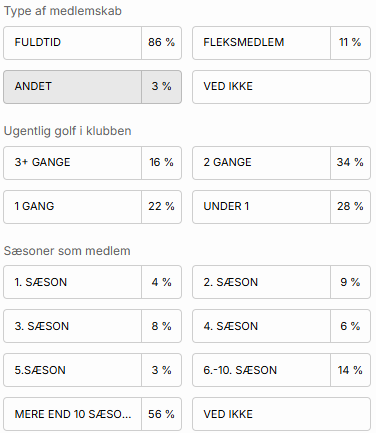 Type af medlemskab
FULDTID 86 % FLEKSMEDLEM 11 %
ANDET 3 % VED IKKE
Ugentlig golf i klubben
3+ GANGE 16 % 2 GANGE 34 %
1 GANG 22 % UNDER 1 28 %
Sæsoner som medlem
1. SÆSON 4 % 2. SÆSON 9 %
3. SÆSON 8 % 4. SÆSON 6 %
5.SÆSON 3 % 6.-10. SÆSON 14 %
MERE END 10 SÆSO... 56 % VED IKKE